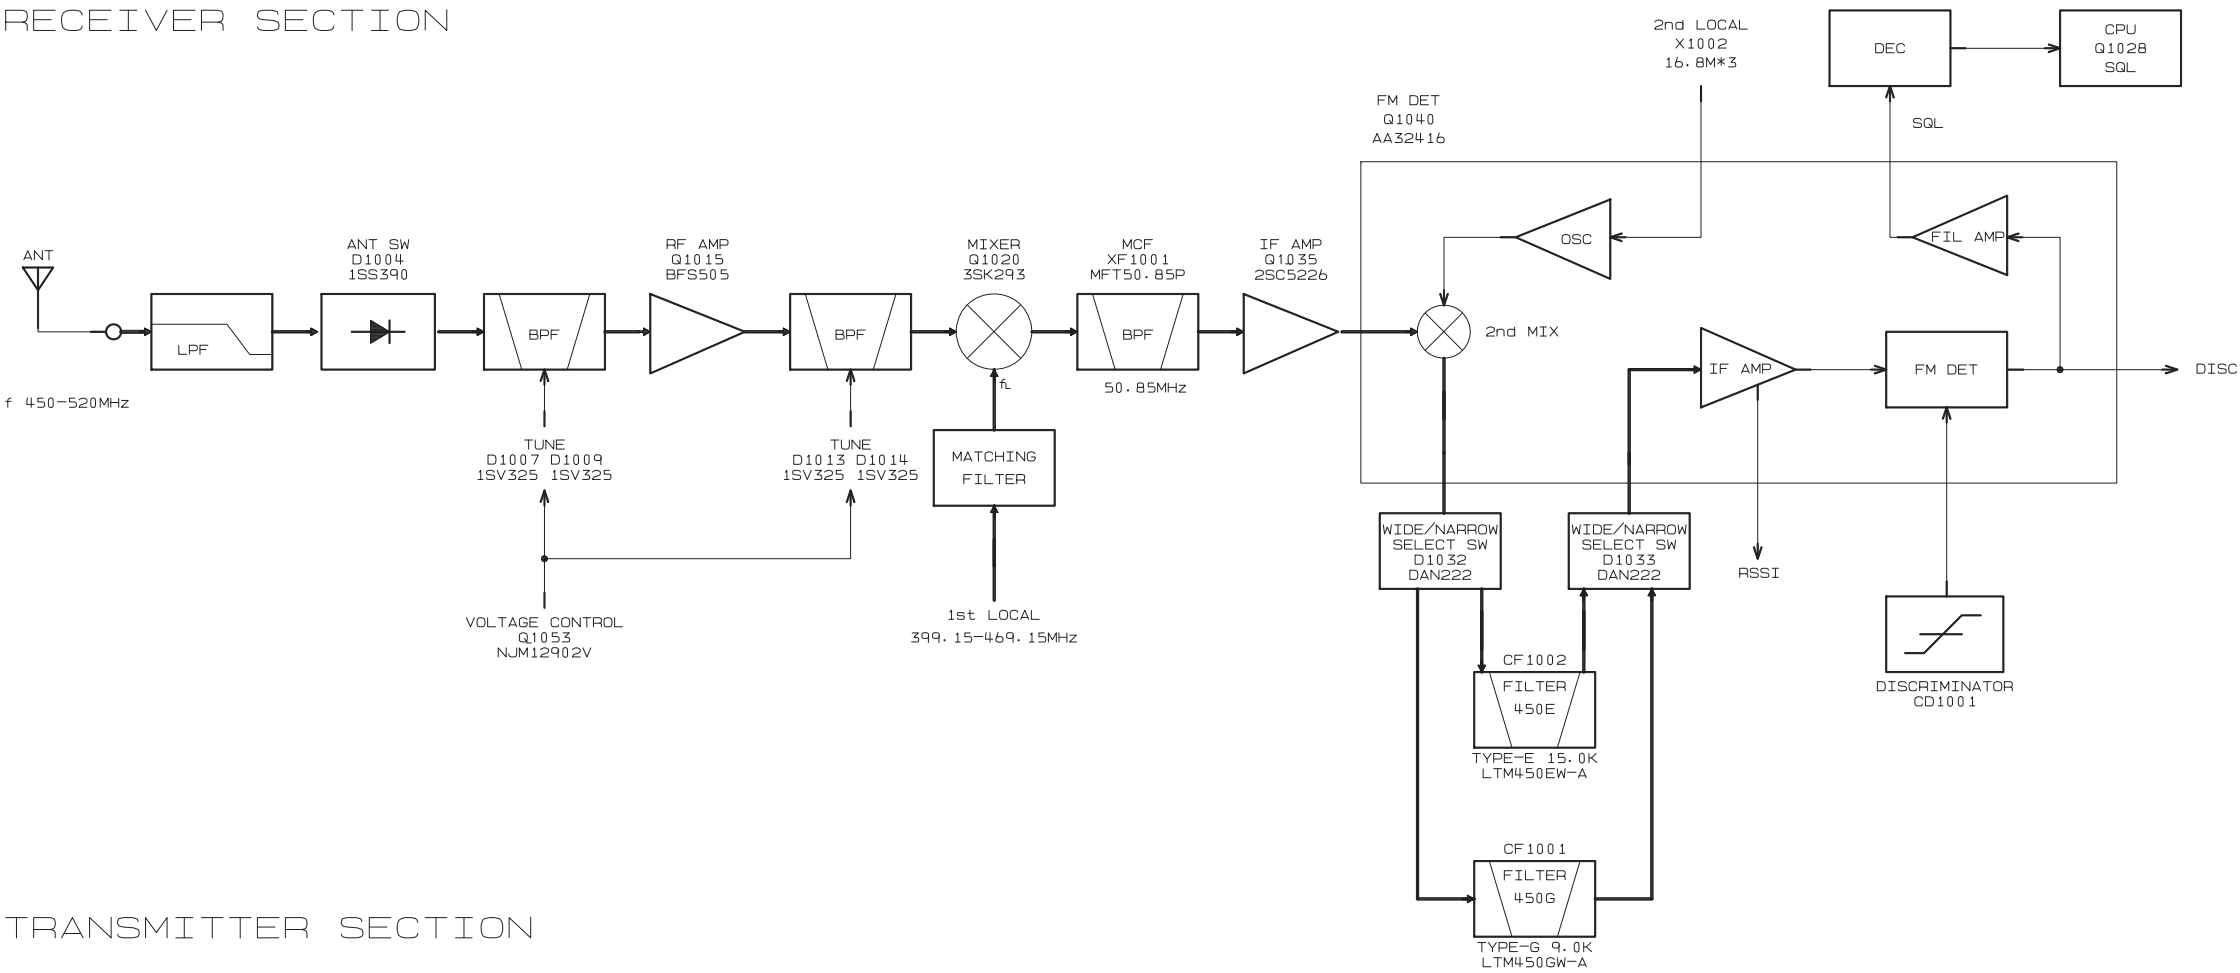 RECEIVER SECTION
2nd LOCAL
X1002
16.8M*3
DEC
CPU
Q1028
SQL
FM DET
Q1040
AA32416
SQL
ANT
ANT SW
D1004
1SS390
RF AMP
Q1015
BFS505
MIXER
Q1020
3SK293
MCF
XF1001
MFT50.85P
IF AMP
Q1035
2SC5226
OSC
FIL AMP
LPF
BPF
BPF
BPF
2nd MIX
IF AMP
FM DET
DISC
fL
50.85MHz
f 450-520MHz
TUNE
D1007 D1009
1SV325 1SV325
TUNE
D1013 D1014
1SV325 1SV325
MATCHING
FILTER
WIDE/NARROW
SELECT SW
D1032
DAN222
WIDE/NARROW
SELECT SW
D1033
DAN222
RSSI
VOLTAGE CONTROL
Q1053
NJM12902V
1st LOCAL
399.15-469.15MHz
CF1002
FILTER
450E
TYPE-E 15.0K
LTM450EW-A
DISCRIMINATOR
CD1001
CF1001
FILTER
450G
TYPE-G 9.0K
LTM450GW-A
TRANSMITTER SECTION